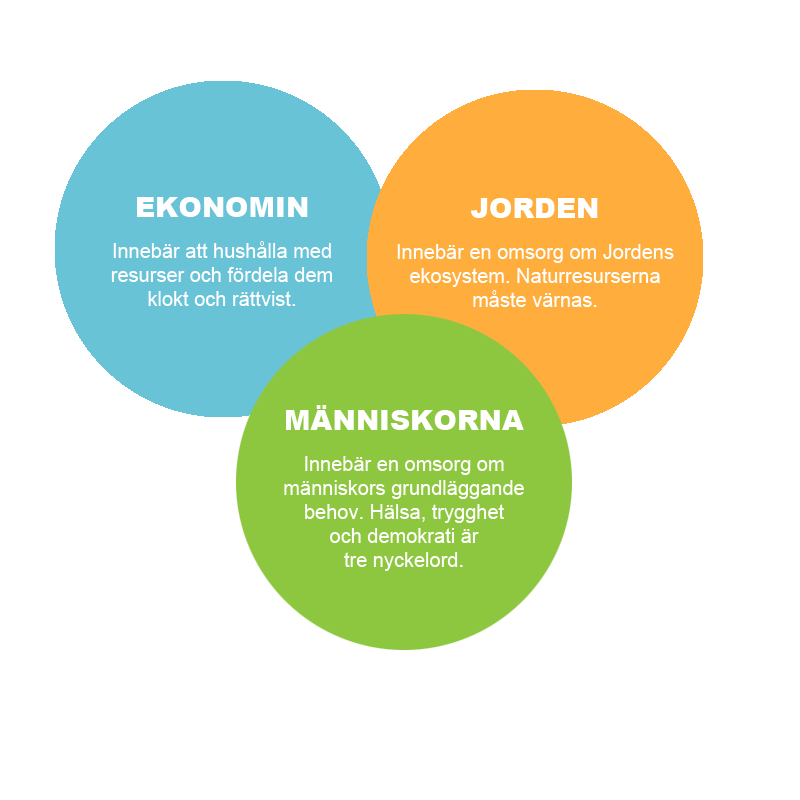 EKONOMIN
Innebär att hushålla med
resurser och fördela dem
klokt och rättvist.
JORDEN
Innebär en omsorg om Jordens
ekosystem. Naturresurserna
måste värnas.
MÄNNISKORNA
Innebär en omsorg om
människors grundläggande
behov. Hälsa, trygghet
och demokrati är
tre nyckelord.